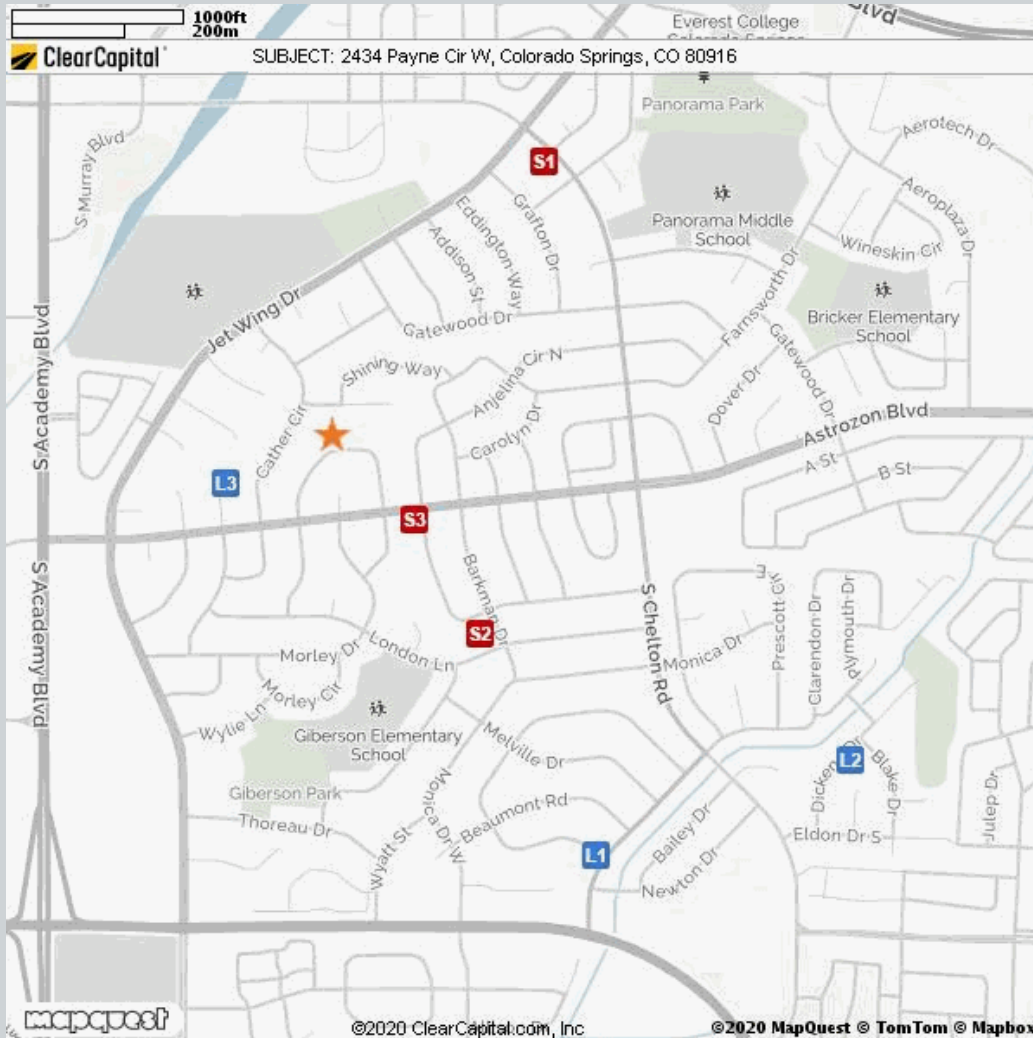 1000ft
200m
Blvd
Everest College
Colorado Springs
ClearCapital
SUBJECT: 2434 Payne Cir W, Colorado Springs, CO 80916
Panorama Park
S Murray Blvd
Aerotech Dr
S1
Panorama Middle
School
Aeroplaza Dr
Wineskin Cir
Eddington Way
Grafton Dr
Addison St
Bricker Elementary
School
Jet Wing Dr
Gatewood Dr
Farnsworth Dr
Gatewood Dr
S Academy Blvd
Shining Way
Anjelina Cir N
Dover Dr
Cather Cir
Carolyn Dr
Astrozon Blvd
A St
B St
L3
S3
S Academy Blvd
Barkman Dr
S2
S Chelton Rd
E
Prescott Cir
Clarendon Dr
Plymouth Dr
Monica Dr
Morley Dr
London Ln
Morley Cir
Wylie Ln
Giberson Elementary
School
Melville Dr
L2
Dicken Dr
Blake Dr
Giberson Park
Thoreau Dr
Monica Dr W
Beaumont Rd
Wyatt St
L1
Bailey Dr
Newton Dr
Eldon Dr S
Julep Dr
mapquest
©2020 ClearCapital.com, Inc
©2020 MapQuest © TomTom © Mapbox